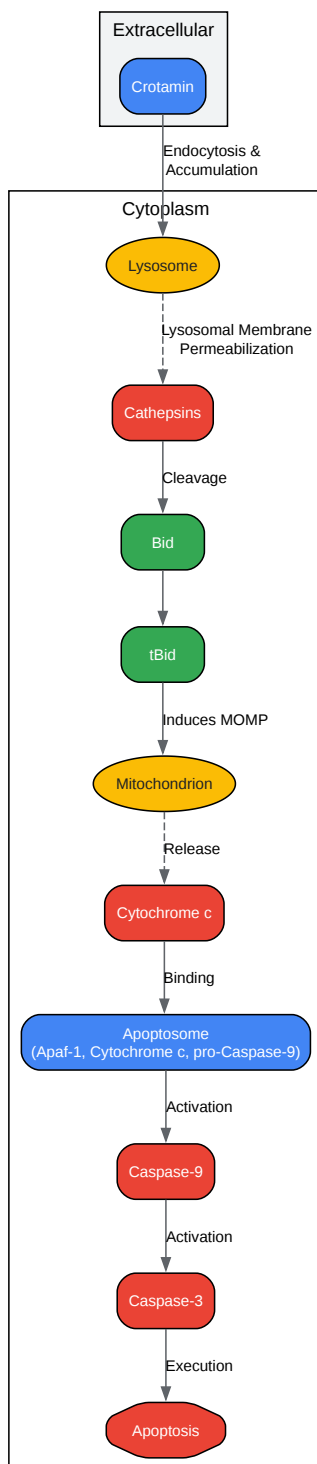 Extracellular
Crotamin
Endocytosis &
Accumulation
Cytoplasm
Lysosome
Lysosomal Membrane
Permeabilization
Cathepsins
Cleavage
Bid
tBid
Induces MOMP
Mitochondrion
Release
Cytochrome c
Binding
Apoptosome
(Apaf-1, Cytochrome c, pro-Caspase-9)
Activation
Caspase-9
Activation
Caspase-3
Execution
Apoptosis